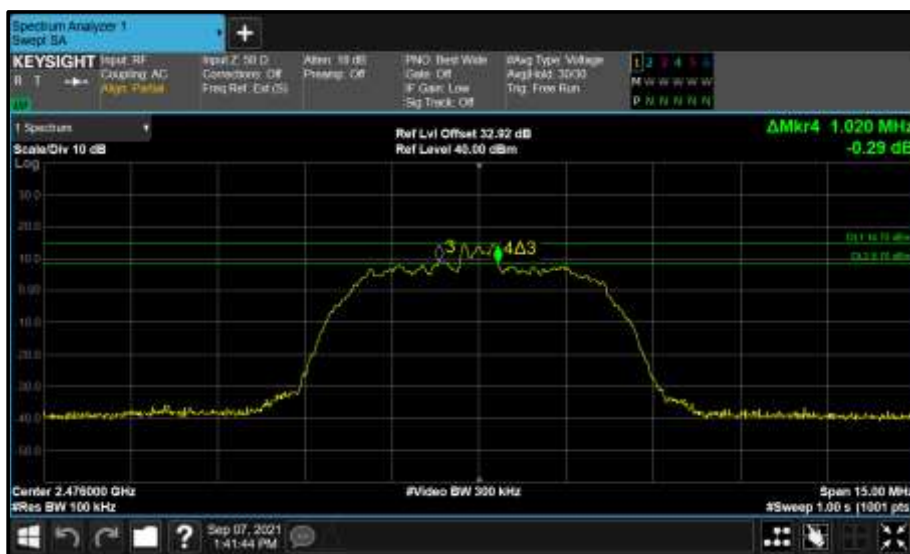 Spectrum Analyzer 1
Swept SA
+
KEYSIGHT Input: RF Input Z: 50 Ω Atten: 10 dB PNO: Best Wide #Avg Type: Voltage 1 2 3 4 5 6
R T Coupling: AC Corrections: Off Preamp: Off Gate: Off Avg|Hold: 30/30 M W W W W W
Align: Partial Freq Ref: Ext (S) IF Gain: Low Trig: Free Run
Sig Track: Off P N N N N N
1 Spectrum
Ref Lvl Offset 32.92 dB ΔMkr4 1.020 MHz
Scale/Div 10 dB Ref Level 40.00 dBm -0.29 dB
Log
30.0
20.0
10.0
0.00
-10.0
-20.0
-30.0
-40.0
-50.0
3 4Δ3
Center 2.476000 GHz #Video BW 300 kHz Span 15.00 MHz
#Res BW 100 kHz #Sweep 1.00 s (1001 pts
? Sep 07, 2021
1:41:44 PM